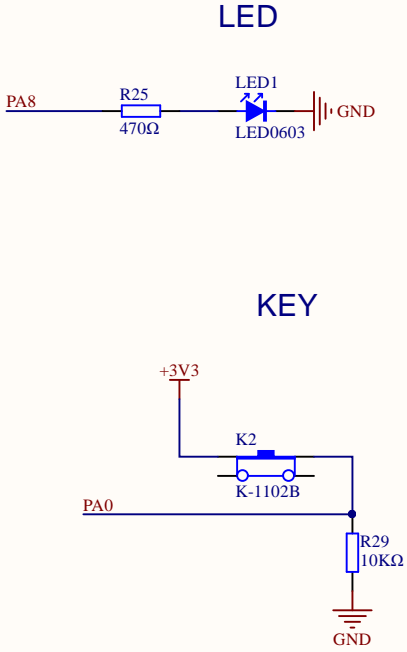 LED
PA8
R25
470Ω
LED1
LED0603
GND
KEY
+3V3
K2
K-1102B
PA0
R29
10KΩ
GND